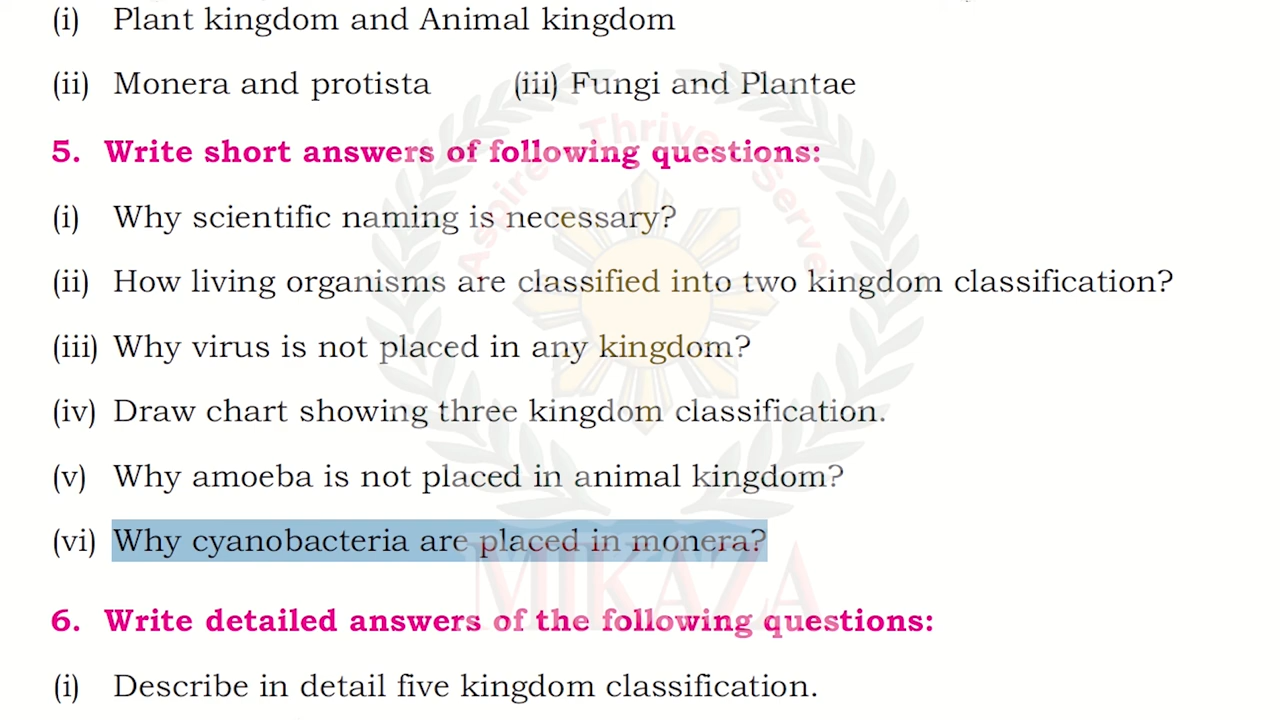 (i) Plant kingdom and Animal kingdom
(ii) Monera and protista (iii) Fungi and Plantae
5. Write short answers of following questions:
(i) Why scientific naming is necessary?
(ii) How living organisms are classified into two kingdom classification?
(iii) Why virus is not placed in any kingdom?
(iv) Draw chart showing three kingdom classification.
(v) Why amoeba is not placed in animal kingdom?
(vi) Why cyanobacteria are placed in monera?
6. Write detailed answers of the following questions:
(i) Describe in detail five kingdom classification.
Aspire Thrive Serve
MIKAZA